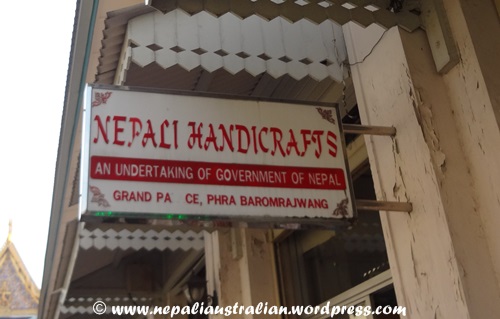 NEPALI HANDICRAFTS
AN UNDERTAKING OF GOVERNMENT OF NEPAL
GRAND PA CE, PHRA BAROMRAJWANG
© www.nepaliaustralian.wordpress.com